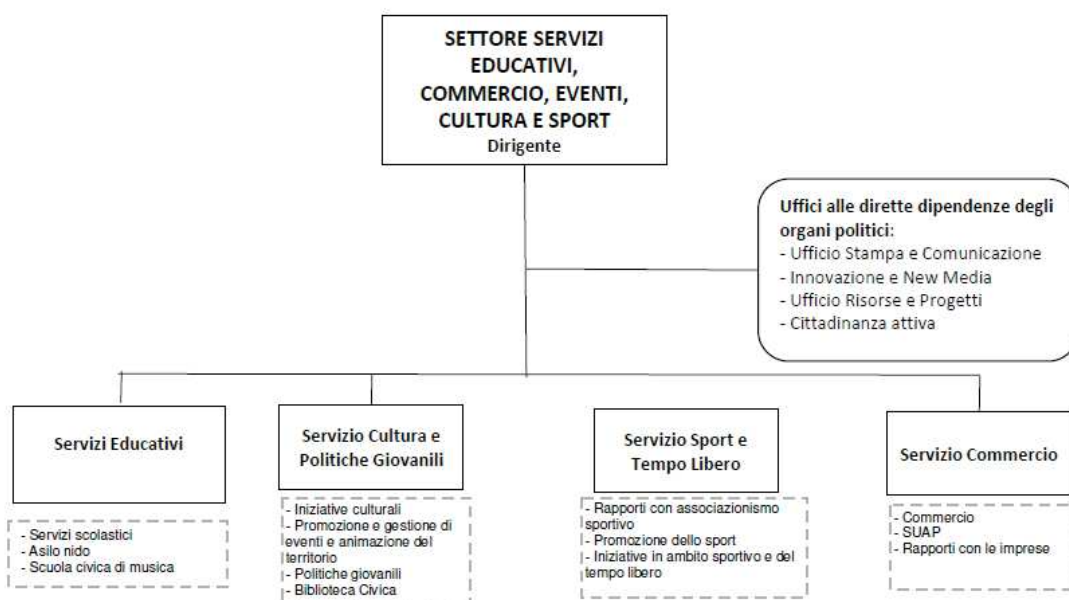 SETTORE SERVIZI
EDUCATIVI,
COMMERCIO, EVENTI,
CULTURA E SPORT
Dirigente
Uffici alle dirette dipendenze degli
organi politici:
- Ufficio Stampa e Comunicazione
- Innovazione e New Media
- Ufficio Risorse e Progetti
- Cittadinanza attiva
Servizi Educativi
- Servizi scolastici
- Asilo nido
- Scuola civica di musica
Servizio Cultura e
Politiche Giovanili
- Iniziative culturali
- Promozione e gestione di
eventi e animazione del
territorio
- Politiche giovanili
- Biblioteca Civica
Servizio Sport e
Tempo Libero
- Rapporti con associazionismo
sportivo
- Promozione dello sport
- Iniziative in ambito sportivo e del
tempo libero
Servizio Commercio
- Commercio
- SUAP
- Rapporti con le imprese